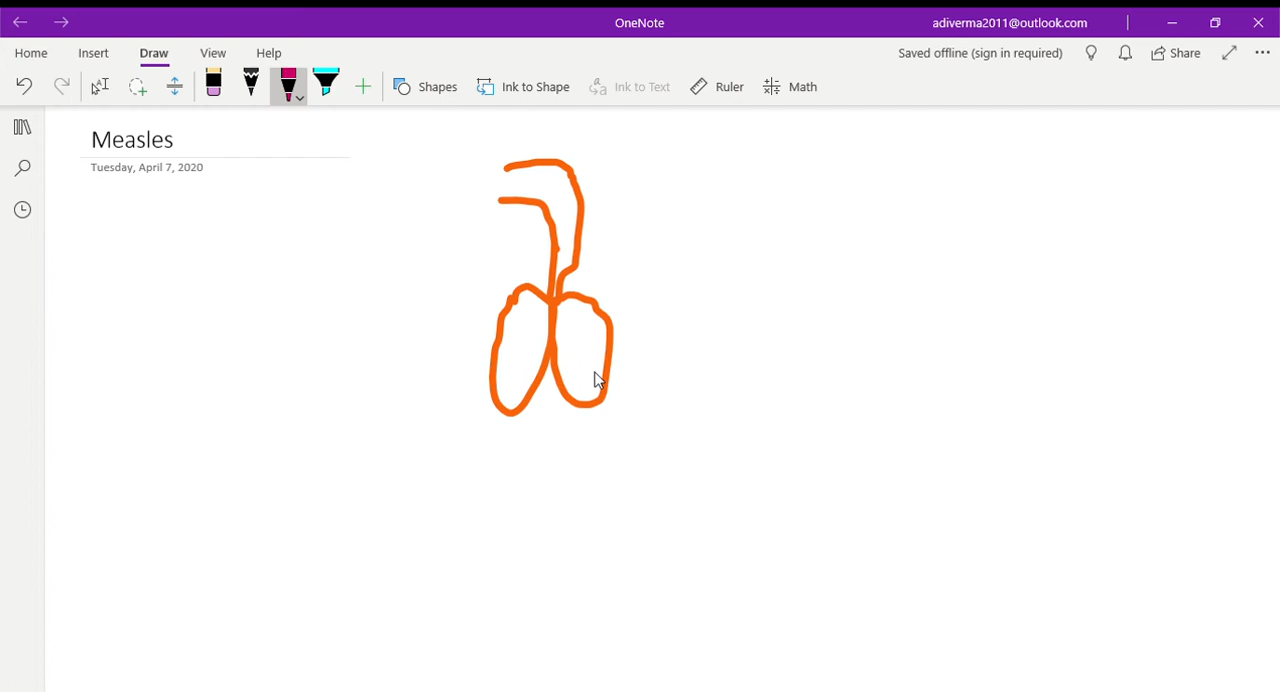 OneNote
adiverma2011@outlook.com
Home Insert Draw View Help
Saved offline (sign in required) Share
Shapes Ink to Shape Ink to Text Ruler Math
Measles
Tuesday, April 7, 2020